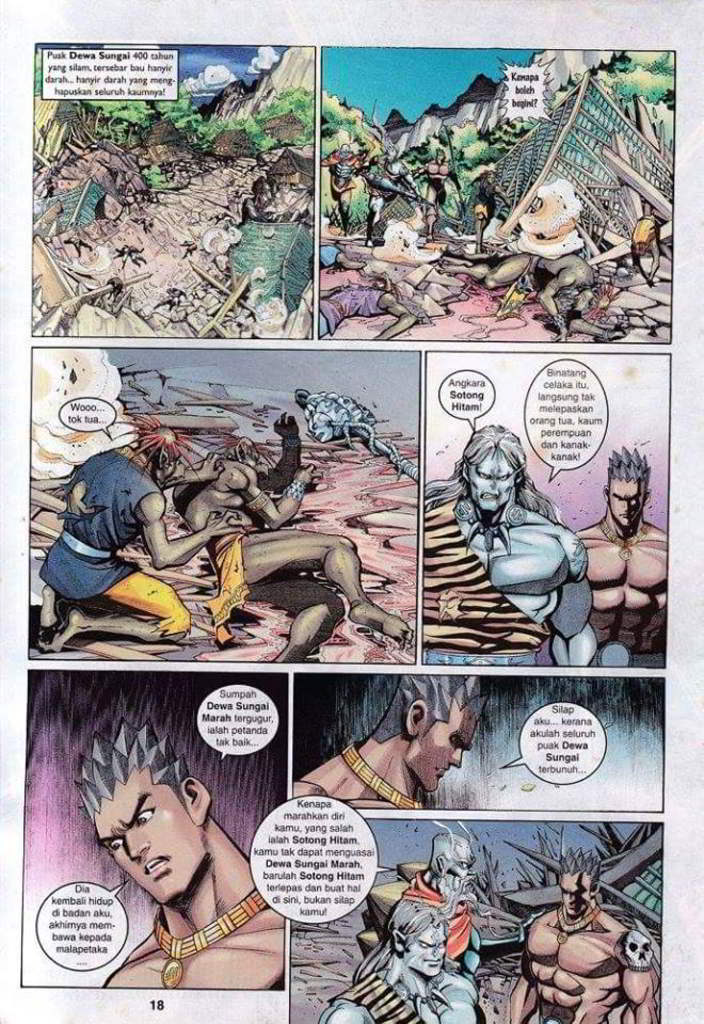 Puak Dewa Sungai 400 tahun
yang silam, tersebar bau hanyir
darah... hanyir darah yang meng-
hapuskan seluruh kaumnya!
Kenapa
boleh
begini?
Wooo...
tok tua...
Angkara
Sotong
Hitam!
Binatang
celaka itu,
langsung tak
melepaskan
orang tua, kaum
perempuan
dan kanak-
kanak!
Sumpah
Dewa Sungai
Marah tergugur,
ialah petanda
tak baik...
Dia
kembali hidup
di badan aku,
akhirnya mem-
bawa kepada
malapetaka
....
Silap
aku... kerana
akulah seluruh
puak Dewa
Sungai
terbunuh...
Kenapa
marahkan diri
kamu, yang salah
ialah Sotong Hitam,
kamu tak dapat menguasai
Dewa Sungai Marah,
barulah Sotong Hitam
terlepas dan buat hal
di sini, bukan silap
kamu!
18